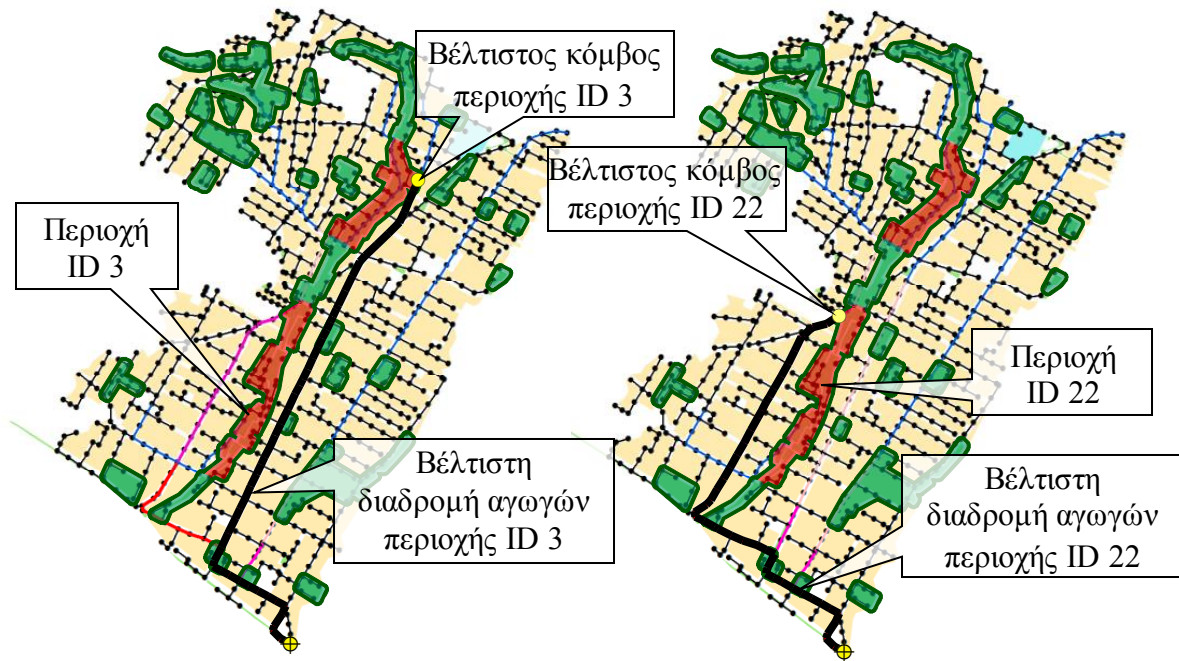 Βέλτιστος κόμβος
περιοχής ID 3
Περιοχή
ID 3
Βέλτιστη
διαδρομή αγωγών
περιοχής ID 3
Βέλτιστος κόμβος
περιοχής ID 22
Περιοχή
ID 22
Βέλτιστη
διαδρομή αγωγών
περιοχής ID 22